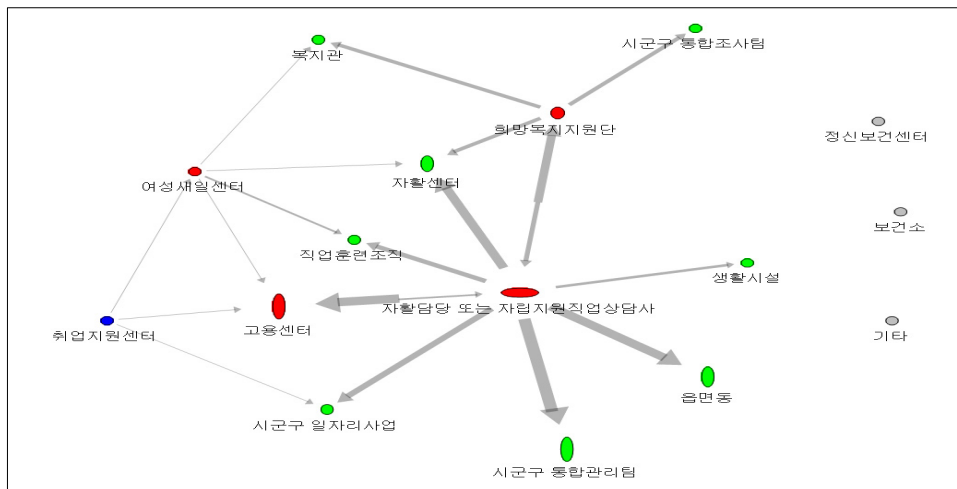 시군구 통합조사팀
복지관
희망복지지원단
정신보건센터
자활센터
여성새일센터
보건소
직업훈련조직
생활시설
자활담당 또는 자립지원직업상담사
고용센터
취업지원센터
기타
읍면동
시군구 일자리사업
시군구 통합관리팀